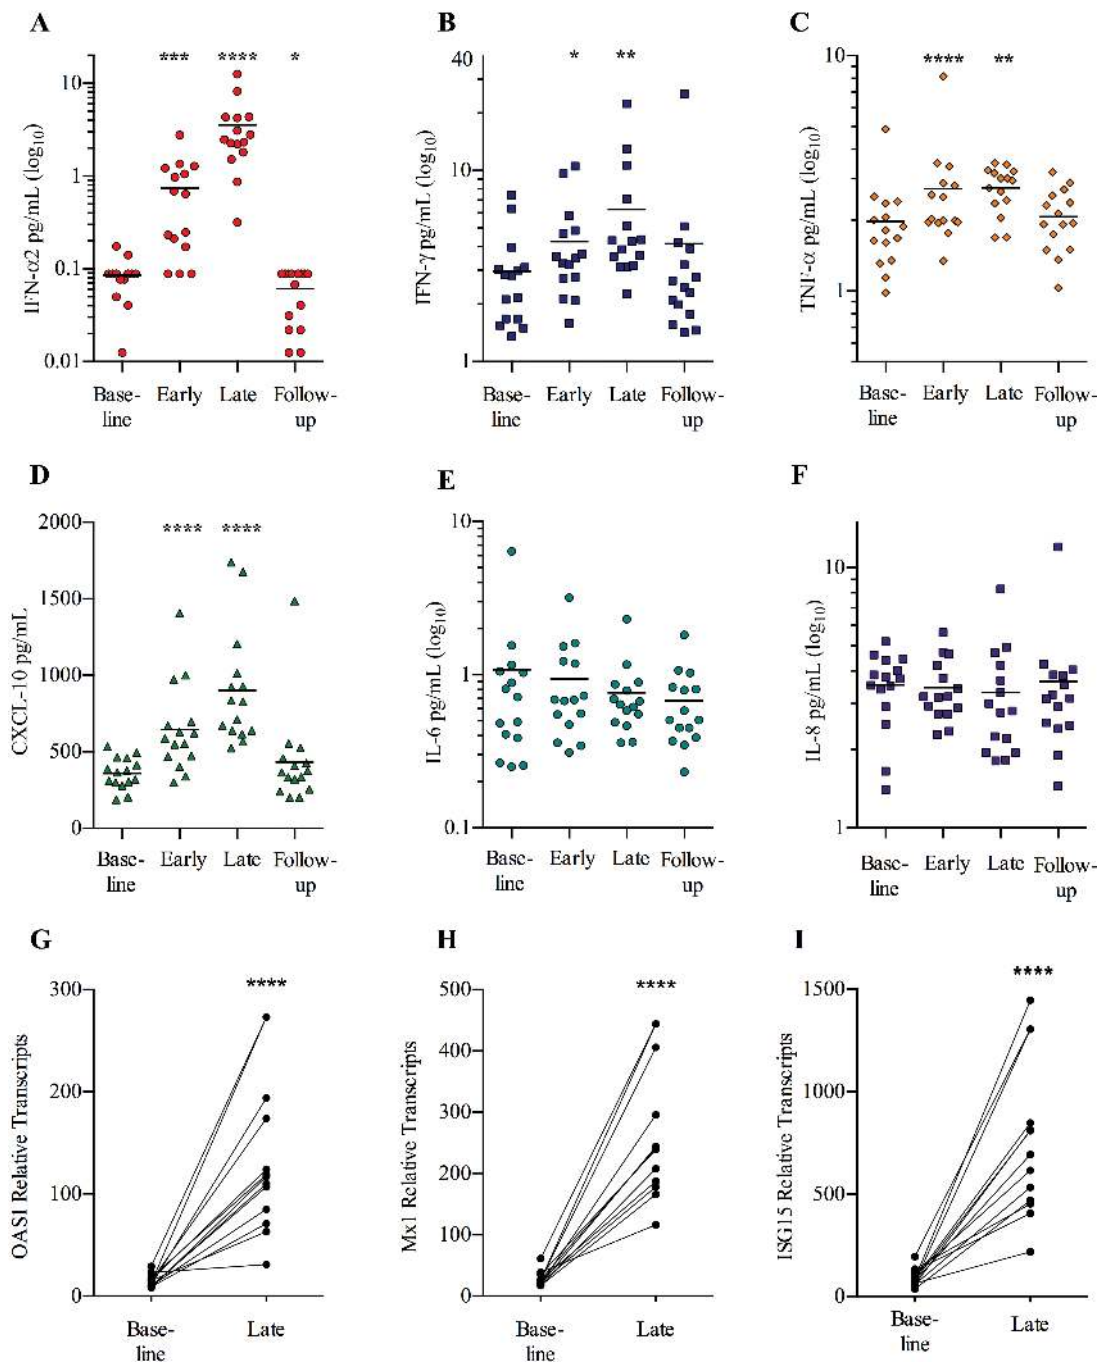 A
B
C
*** **** *
* **
**** **
IFN-α2 pg/mL (log10)
10
1
0.1
0.01
Base-line Early Late Follow-up
IFN-γ pg/mL (log10)
40
10
1
Base-line Early Late Follow-up
TNF-α pg/mL (log10)
10
1
Base-line Early Late Follow-up
D
E
F
**** ****
CXCL-10 pg/mL
2000
1500
1000
500
0
Base-line Early Late Follow-up
IL-6 pg/mL (log10)
10
1
0.1
Base-line Early Late Follow-up
IL-8 pg/mL (log10)
10
1
Base-line Early Late Follow-up
G
H
I
****
****
****
OAS1 Relative Transcripts
300
200
100
0
Base-line Late
Mx1 Relative Transcripts
500
400
300
200
100
0
Base-line Late
ISG15 Relative Transcripts
1500
1000
500
0
Base-line Late